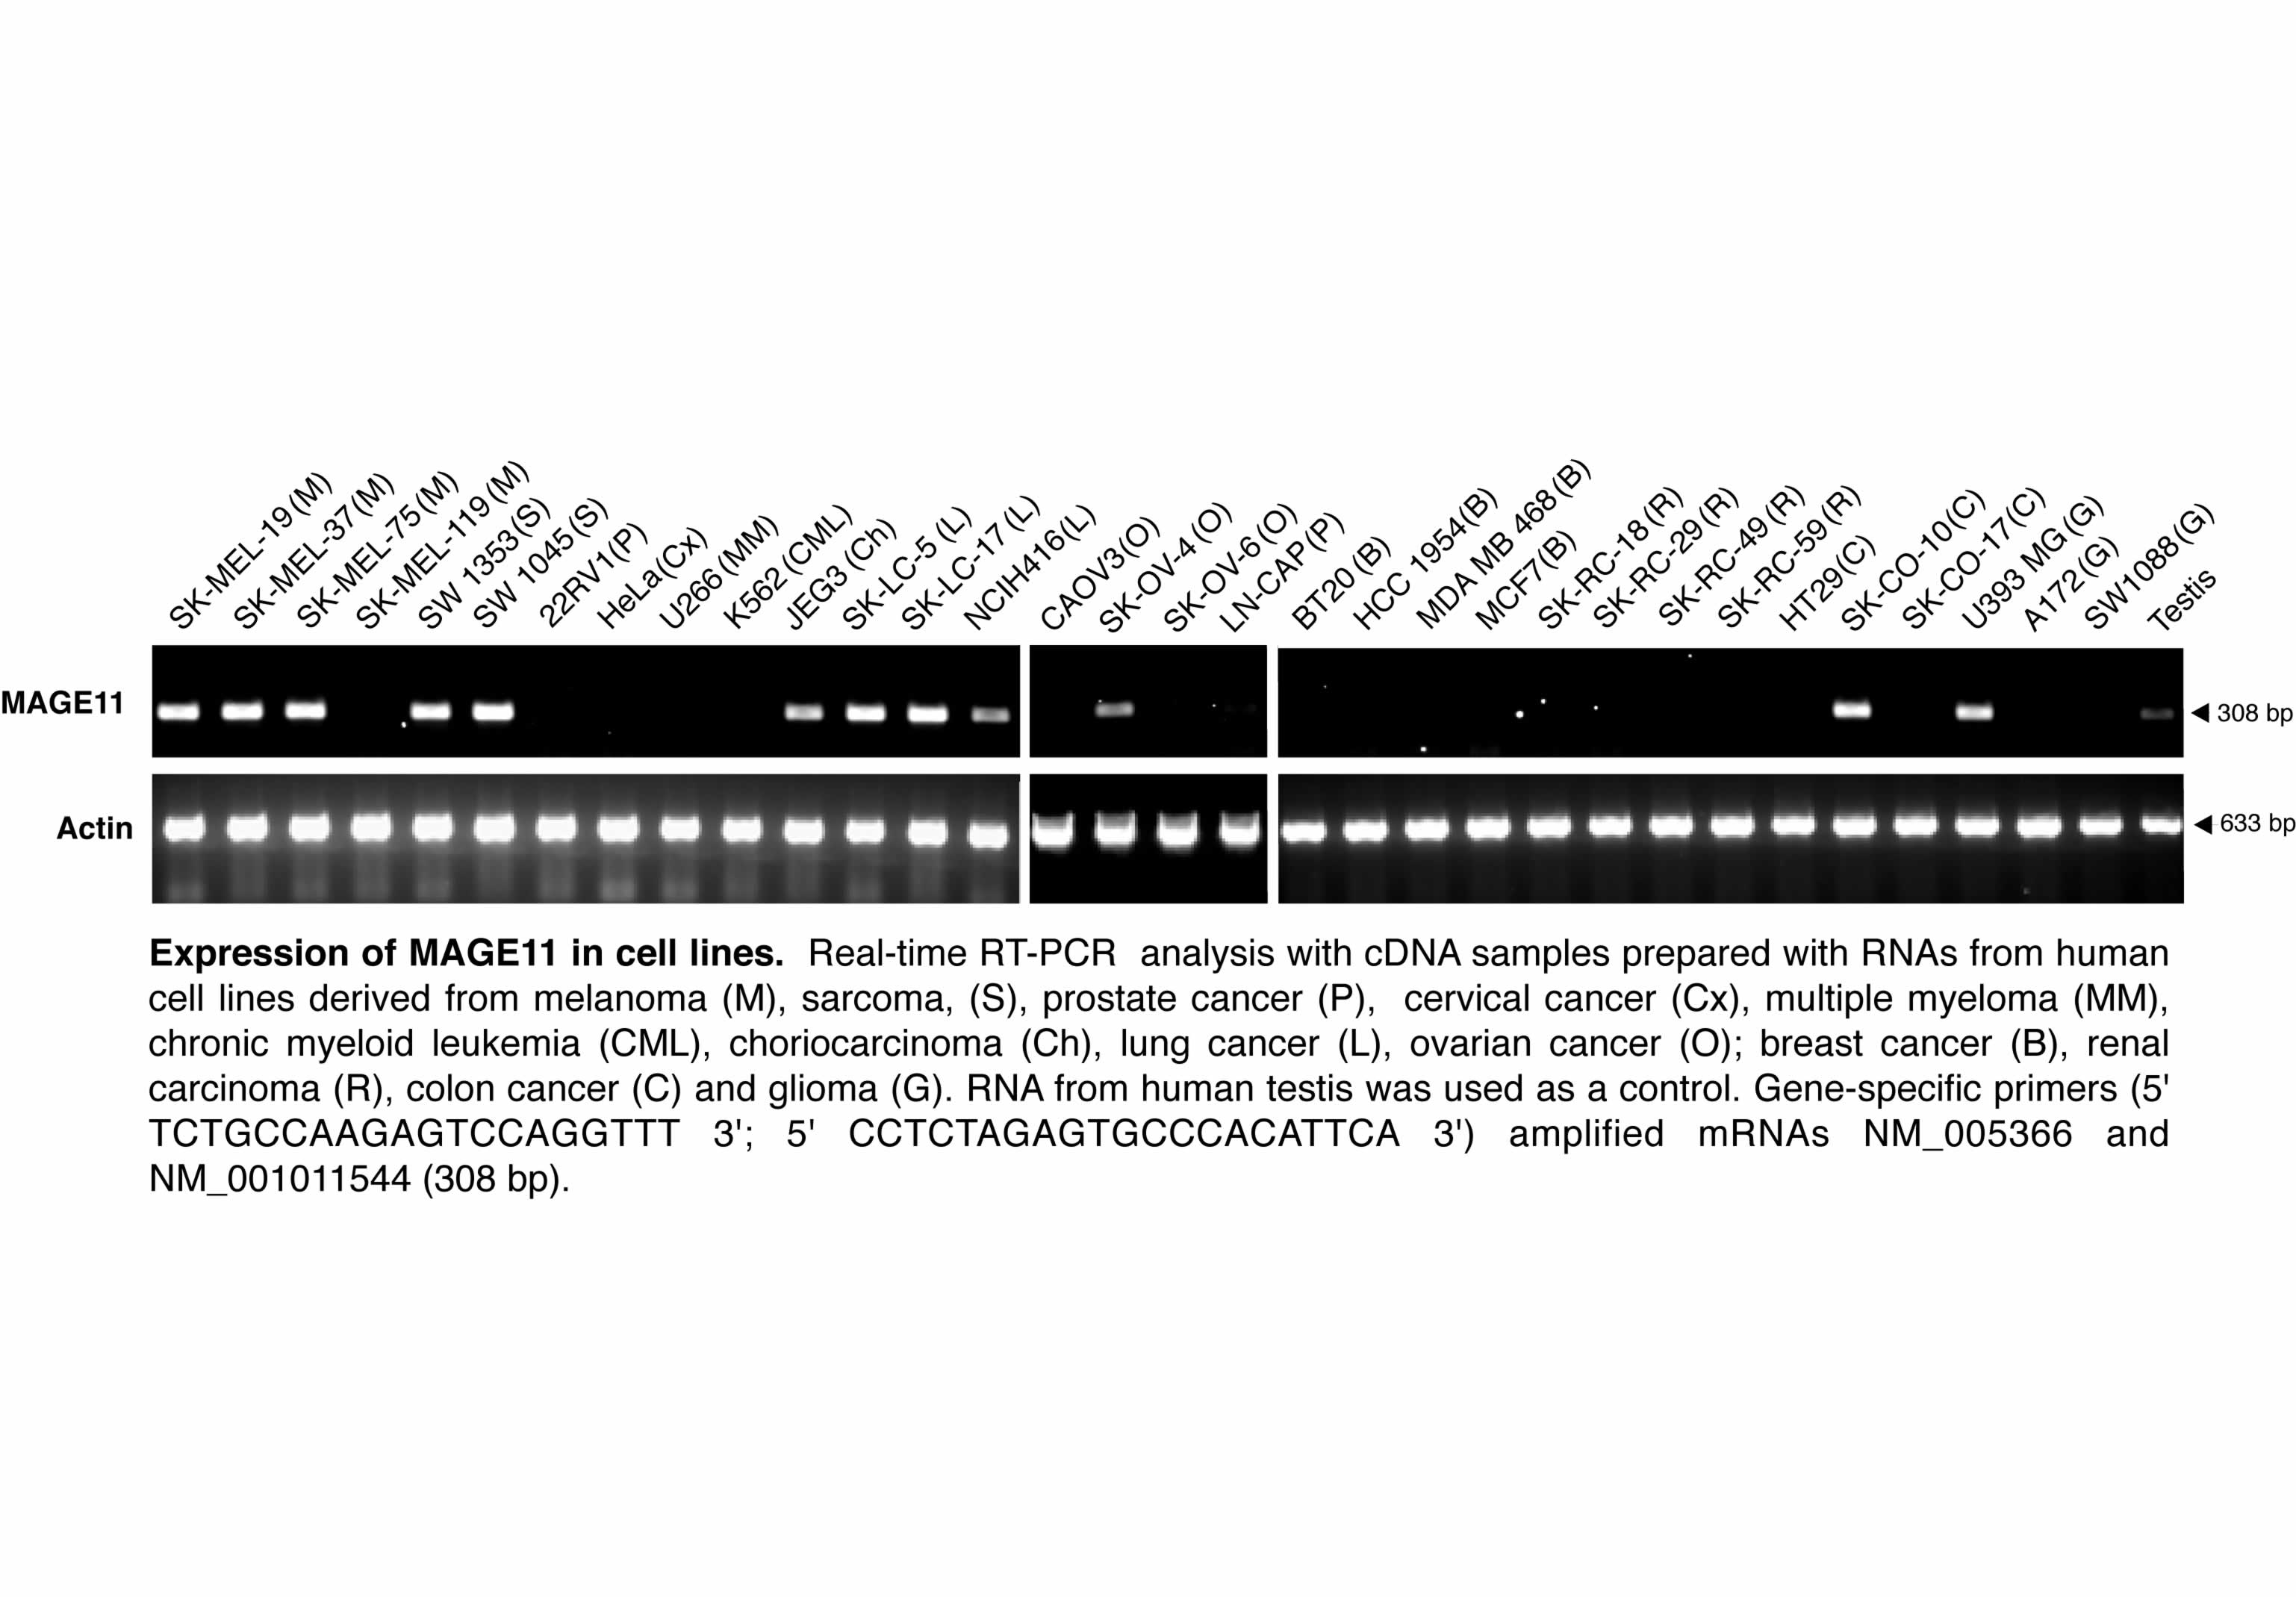 SK-MEL-19 (M)
SK-MEL-37 (M)
SK-MEL-75 (M)
SK-MEL-119 (M)
SW 1353 (S)
SW 1045 (S)
22RV1(P)
HeLa(Cx)
U266 (MM)
K562 (CML)
JEG3 (Ch)
SK-LC-5 (L)
SK-LC-17 (L)
NCIH416(L)
CAOV3(O)
SK-OV-4 (O)
SK-OV-6 (O)
LN-CAP(P)
BT20 (B)
HCC 1954(B)
MDA MB 468 (B)
MCF7(B)
SK-RC-18 (R)
SK-RC-29 (R)
SK-RC-49 (R)
SK-RC-59 (R)
HT29 (C)
SK-CO-10(C)
SK-CO-17(C)
U393 MG (G)
A172 (G)
SW1088 (G)
Testis
MAGE11
308 bp
Actin
633 bp
Expression of MAGE11 in cell lines. Real-time RT-PCR analysis with cDNA samples prepared with RNAs from human
cell lines derived from melanoma (M), sarcoma, (S), prostate cancer (P), cervical cancer (Cx), multiple myeloma (MM),
chronic myeloid leukemia (CML), choriocarcinoma (Ch), lung cancer (L), ovarian cancer (O); breast cancer (B), renal
carcinoma (R), colon cancer (C) and glioma (G). RNA from human testis was used as a control. Gene-specific primers (5'
TCTGCCAAGAGTCCAGGTTT 3'; 5' CCTCTAGAGTGCCCACATTCA 3') amplified mRNAs NM_005366 and
NM_001011544 (308 bp).